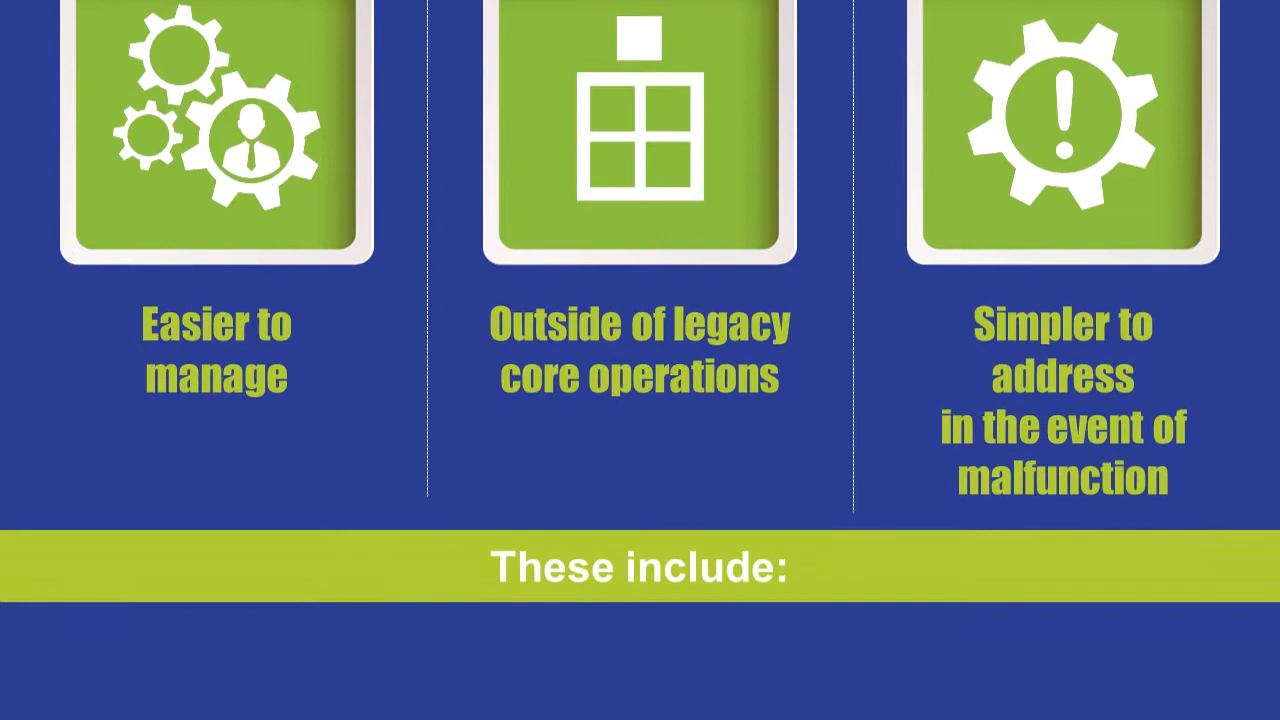 Easier to
manage
Outside of legacy
core operations
Simpler to
address
in the event of
malfunction
These include: